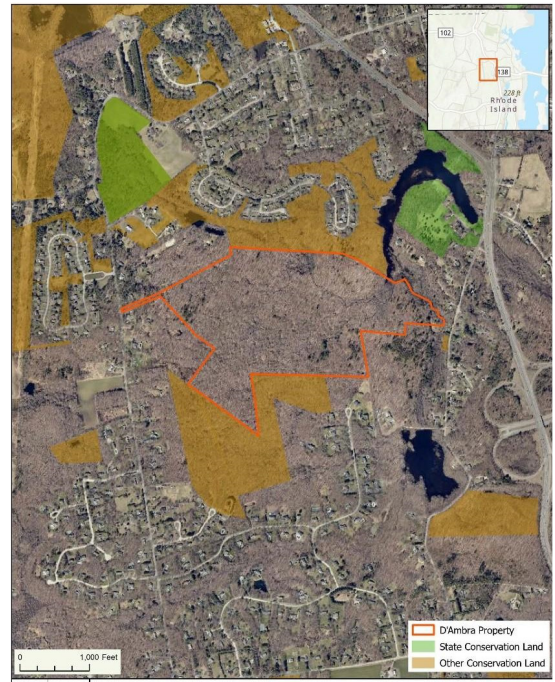 102
138
228 ft
Rhode
Island
D'Ambra Property
State Conservation Land
Other Conservation Land
0 1,000 Feet